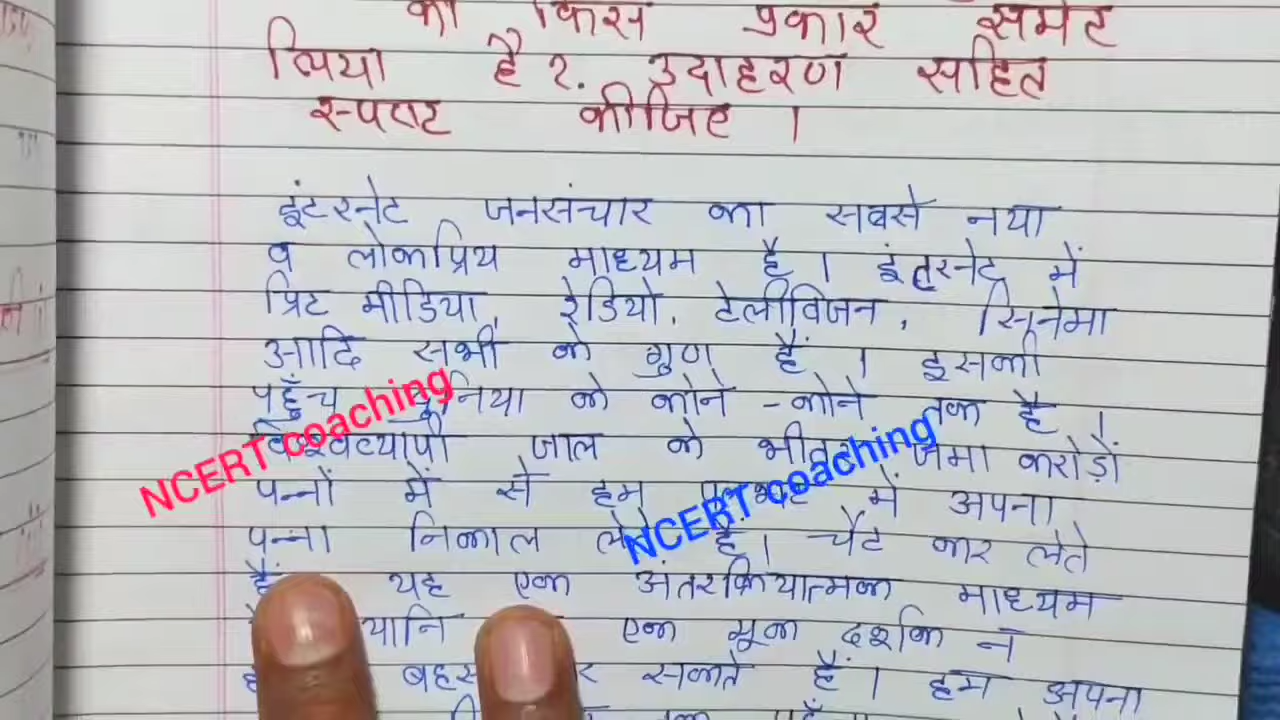 को किस प्रकार समेट
लिया है?. उदाहरण सहित
स्पष्ट कीजिए ।
इंटरनेट जनसंचार का सबसे नया
व लोकप्रिय माध्यम है । इंटरनेट में
प्रिंट मीडिया, रेडियो, टेलीविजन, सिनेमा
आदि सभी के गुण हैं । इसकी
पहुँच दुनिया के कोने - कोने तक है ।
विश्वव्यापी जाल के भीतर जमा करोड़ों
पन्नों में से हम में अपना
पन्ना निकाल लेते है । चैट कर लेते
हैं यह एक अंतरक्रियात्मक माध्यम
यानि एक मूक दर्शक न
बहस सकते हैं । हम अपना
NCERT coaching
NCERT coaching